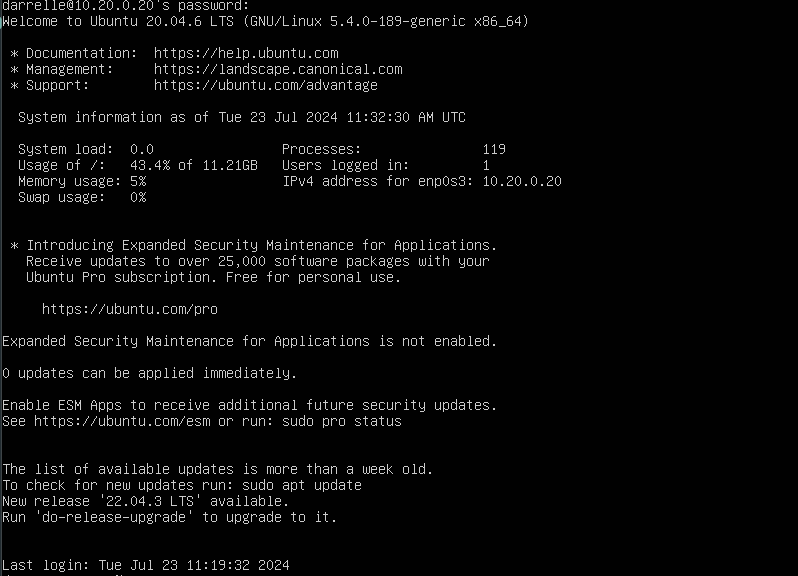 darrelle@10.20.0.20's password:
Welcome to Ubuntu 20.04.6 LTS (GNU/Linux 5.4.0-189-generic x86_64)

 * Documentation:  https://help.ubuntu.com
 * Management:     https://landscape.canonical.com
 * Support:        https://ubuntu.com/advantage

  System information as of Tue 23 Jul 2024 11:32:30 AM UTC

  System load:  0.0                Processes:               119
  Usage of /:   43.4% of 11.21GB   Users logged in:         1
  Memory usage: 5%                 IPv4 address for enp0s3: 10.20.0.20
  Swap usage:   0%

 * Introducing Expanded Security Maintenance for Applications.
   Receive updates to over 25,000 software packages with your
   Ubuntu Pro subscription. Free for personal use.

     https://ubuntu.com/pro

Expanded Security Maintenance for Applications is not enabled.

0 updates can be applied immediately.

Enable ESM Apps to receive additional future security updates.
See https://ubuntu.com/esm or run: sudo pro status

The list of available updates is more than a week old.
To check for new updates run: sudo apt update
New release '22.04.3 LTS' available.
Run 'do-release-upgrade' to upgrade to it.

Last login: Tue Jul 23 11:19:32 2024